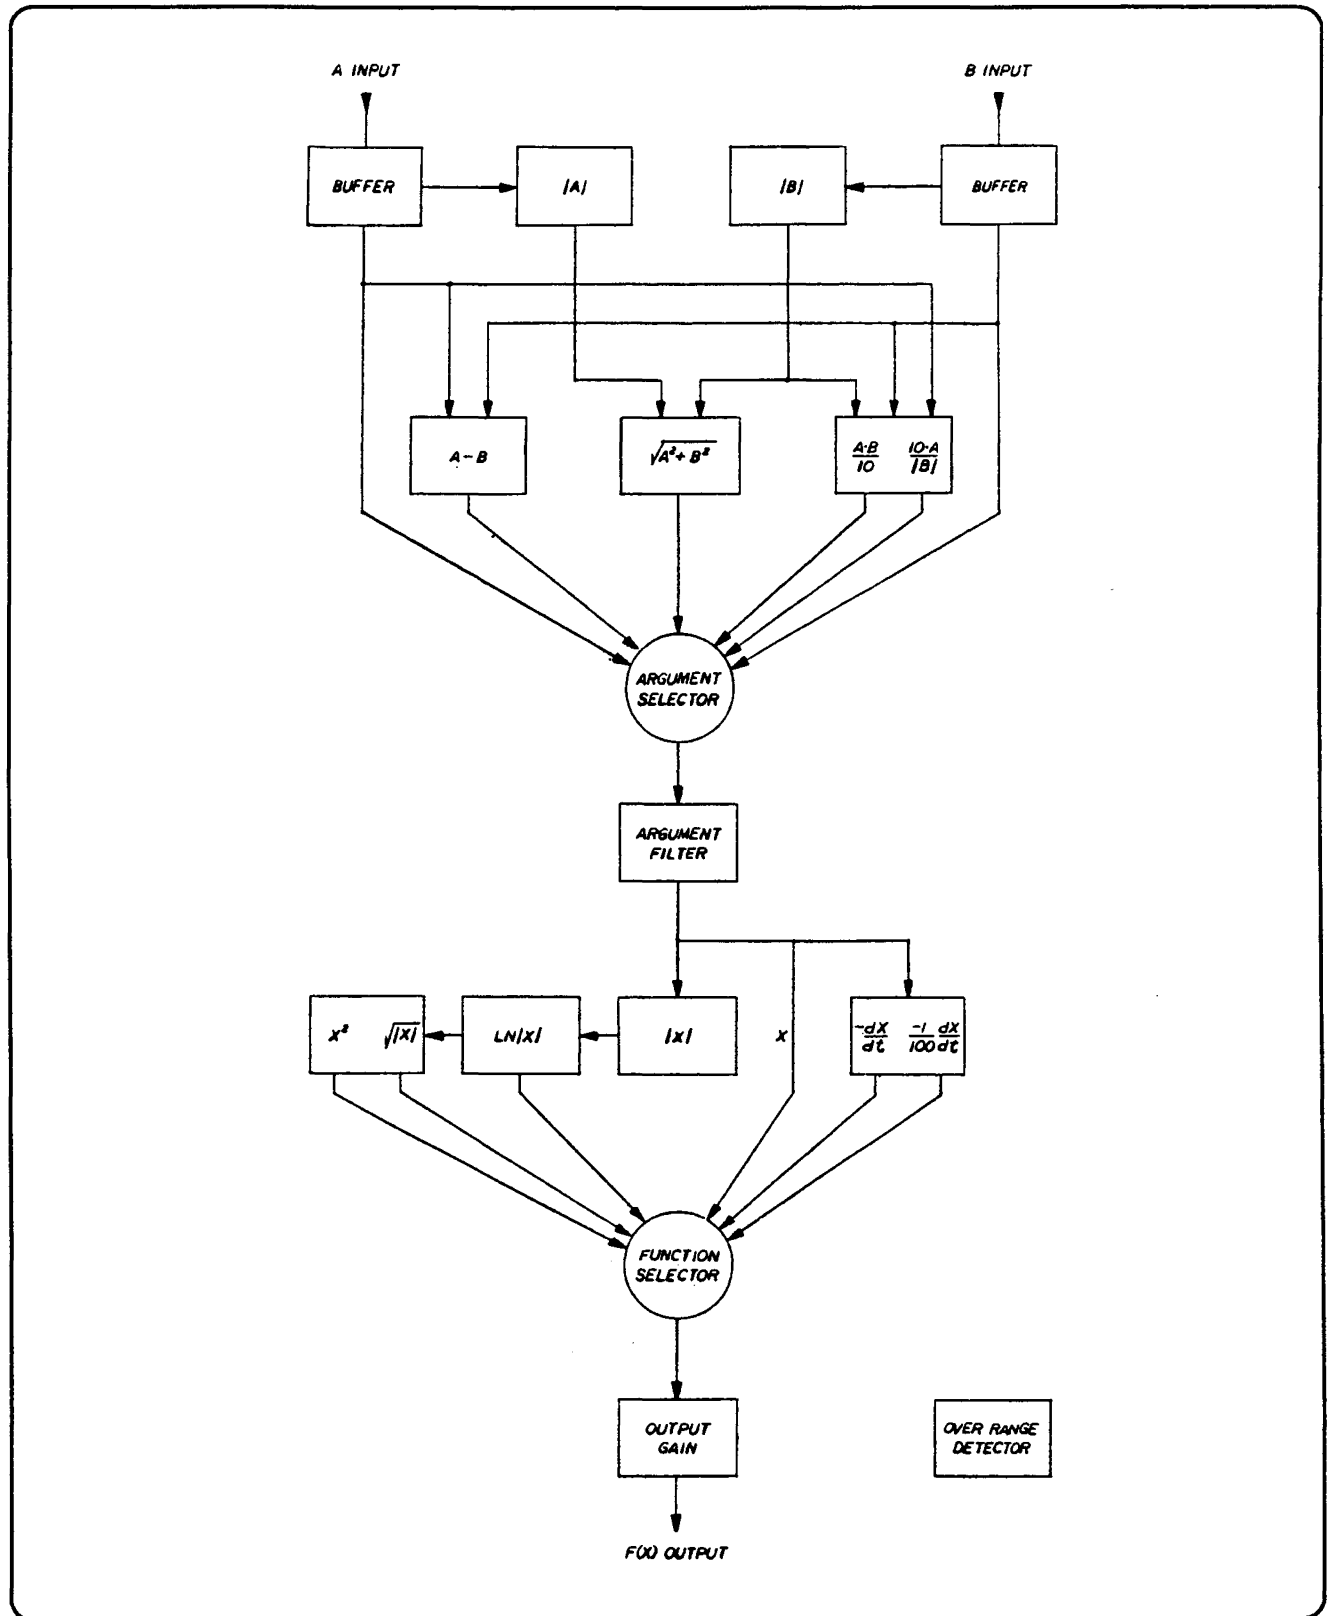 A INPUT
B INPUT
BUFFER
|A|
|B|
BUFFER
A-B
√A²+B²
A·B
10
10·A
|B|
ARGUMENT
SELECTOR
ARGUMENT
FILTER
X²
√|X|
LN|X|
|X|
X
-dX
dt
-1
100
dX
dt
FUNCTION
SELECTOR
OUTPUT
GAIN
OVER RANGE
DETECTOR
F(X) OUTPUT